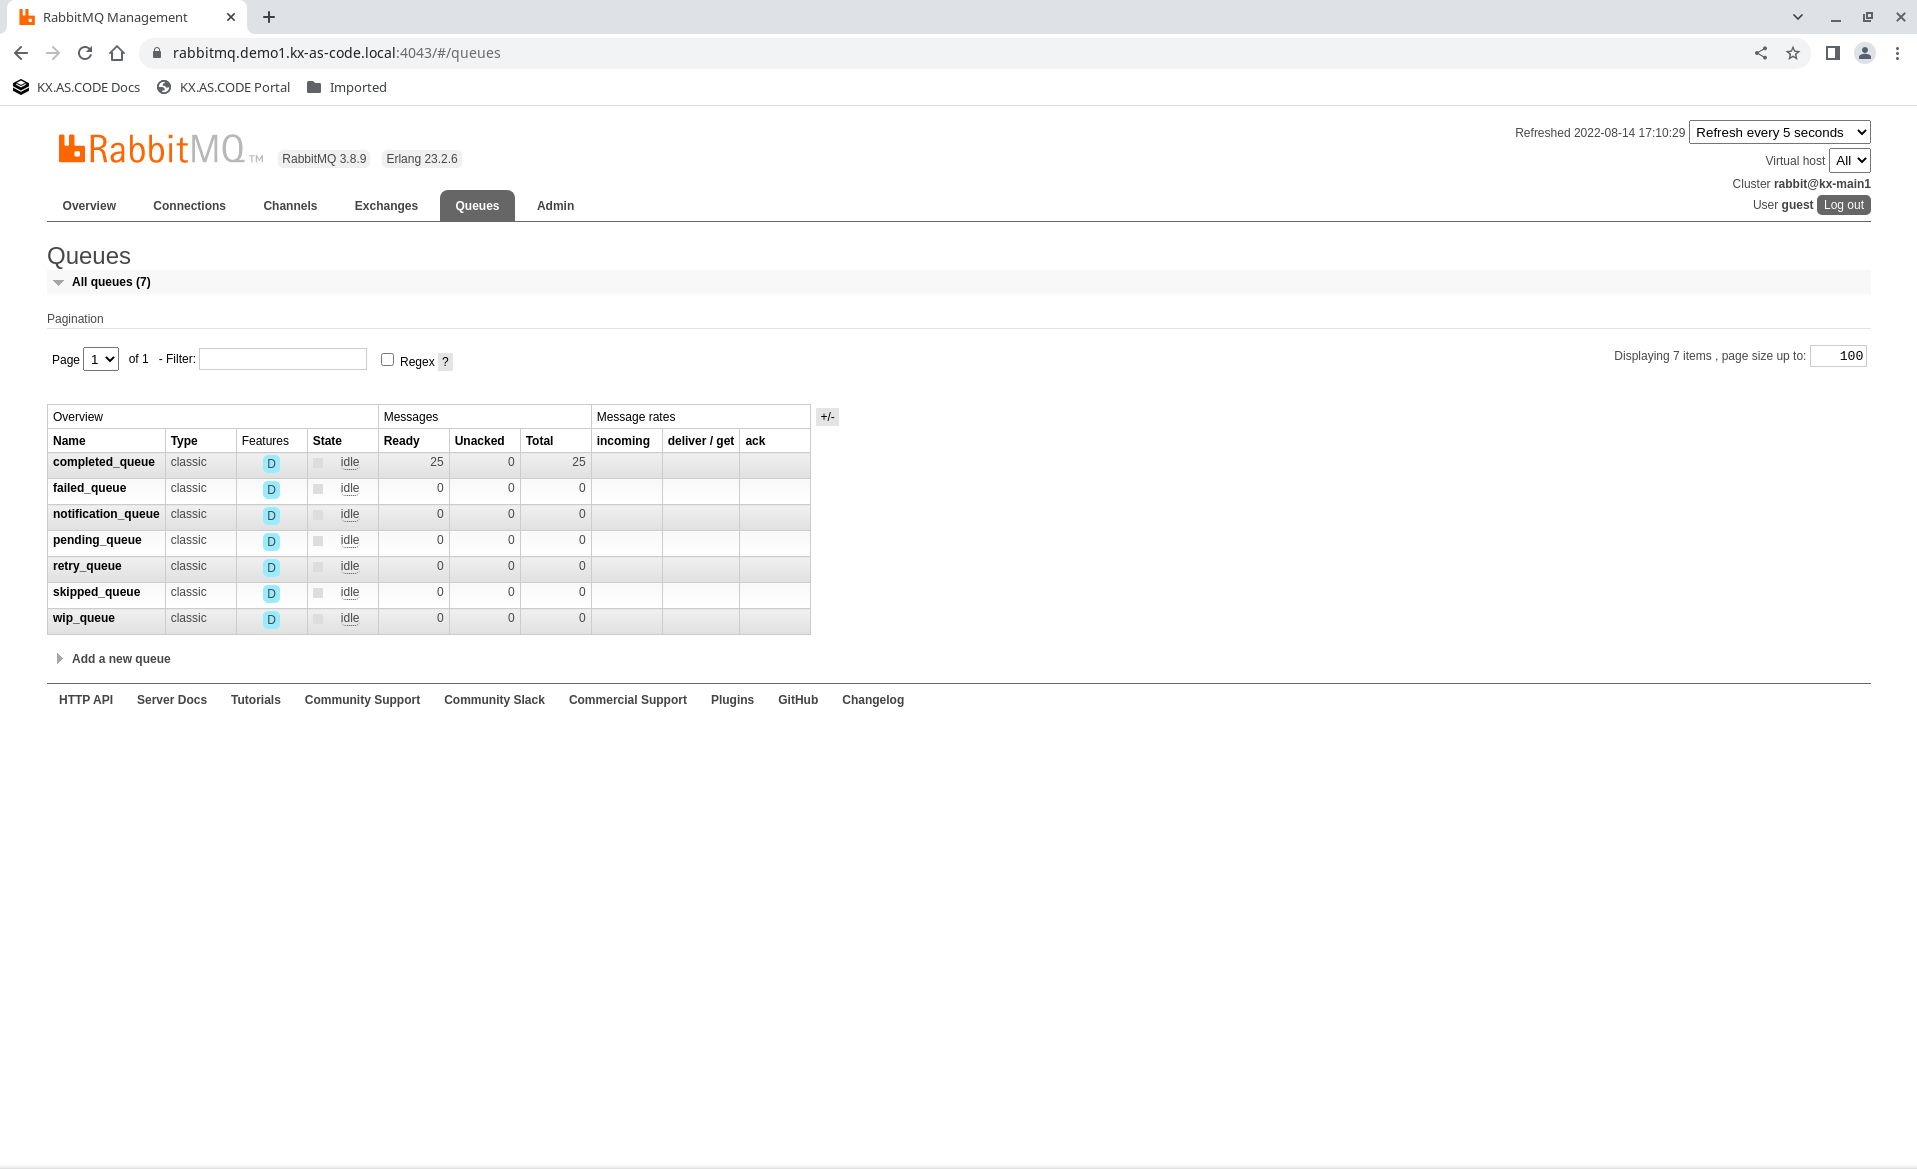 RabbitMQ Management
rabbitmq.demo1.kx-as-code.local:4043/#/queues
KX.AS.CODE Docs KX.AS.CODE Portal Imported
RabbitMQ TM RabbitMQ 3.8.9 Erlang 23.2.6
Refreshed 2022-08-14 17:10:29 Refresh every 5 seconds
Virtual host All
Cluster rabbit@kx-main1
User guest Log out
Overview Connections Channels Exchanges Queues Admin
Queues
All queues (7)
Pagination
Page 1 of 1 - Filter: Regex ? Displaying 7 items , page size up to: 100
Overview Messages Message rates +/-
Name Type Features State Ready Unacked Total incoming deliver / get ack
completed_queue classic D idle 25 0 25
failed_queue classic D idle 0 0 0
notification_queue classic D idle 0 0 0
pending_queue classic D idle 0 0 0
retry_queue classic D idle 0 0 0
skipped_queue classic D idle 0 0 0
wip_queue classic D idle 0 0 0
Add a new queue
HTTP API Server Docs Tutorials Community Support Community Slack Commercial Support Plugins GitHub Changelog